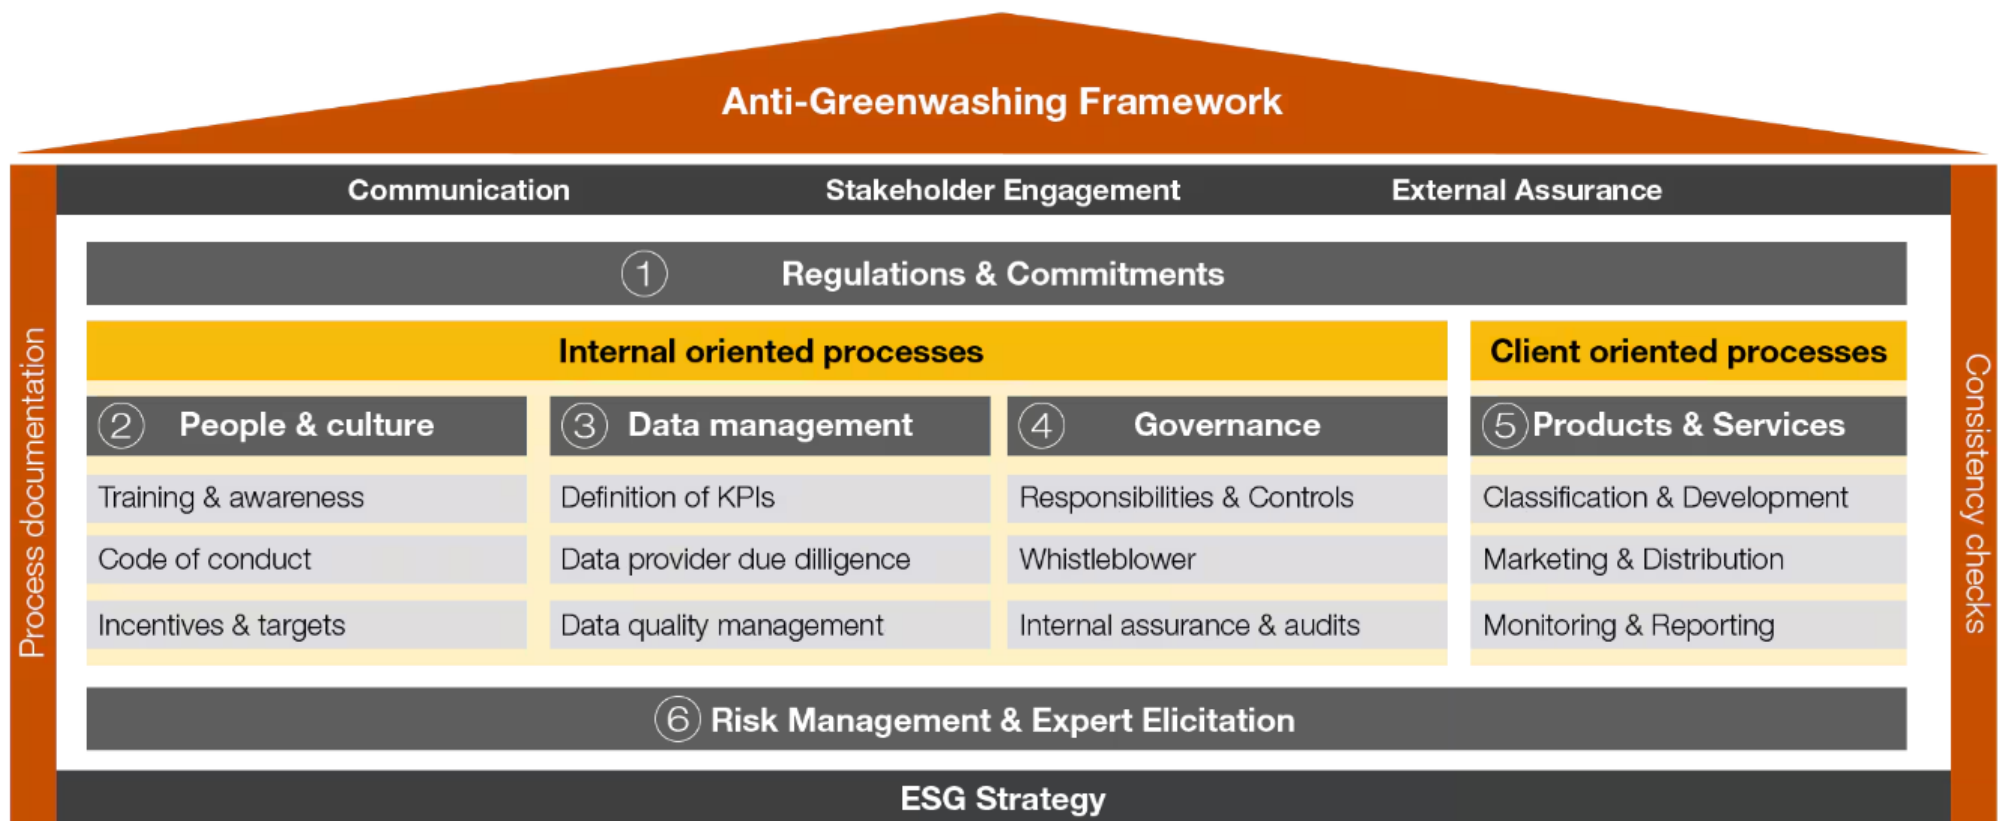 Anti-Greenwashing Framework
Communication
Stakeholder Engagement
External Assurance
Process documentation
Consistency checks
1 Regulations & Commitments
Internal oriented processes
Client oriented processes
2 People & culture
3 Data management
4 Governance
5 Products & Services
Training & awareness
Definition of KPIs
Responsibilities & Controls
Classification & Development
Code of conduct
Data provider due dilligence
Whistleblower
Marketing & Distribution
Incentives & targets
Data quality management
Internal assurance & audits
Monitoring & Reporting
6 Risk Management & Expert Elicitation
ESG Strategy